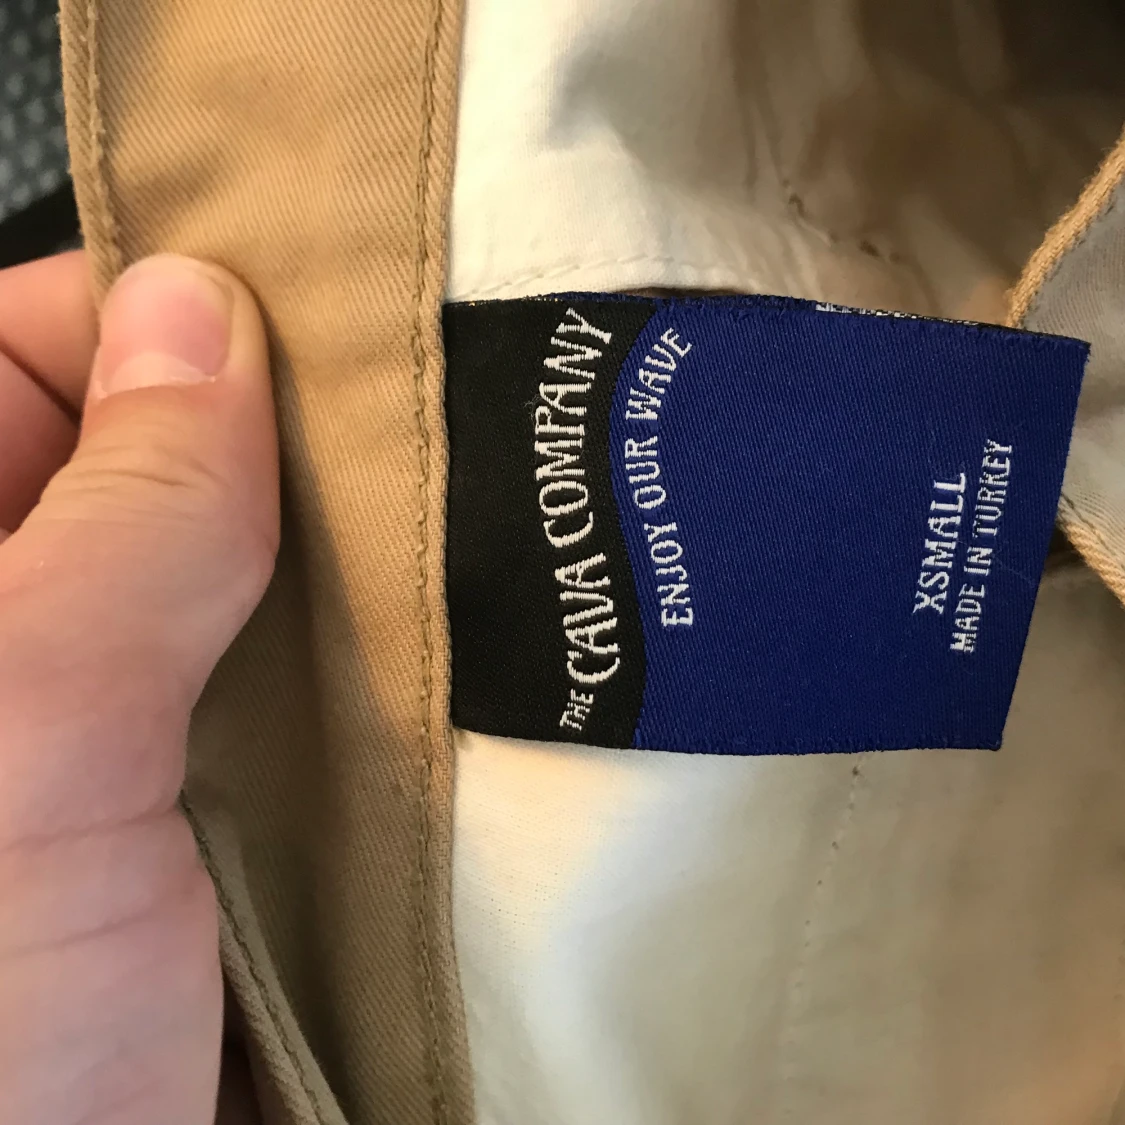 THE CAVA COMPANY
ENJOY OUR WAVE
XSMALL
MADE IN TURKEY